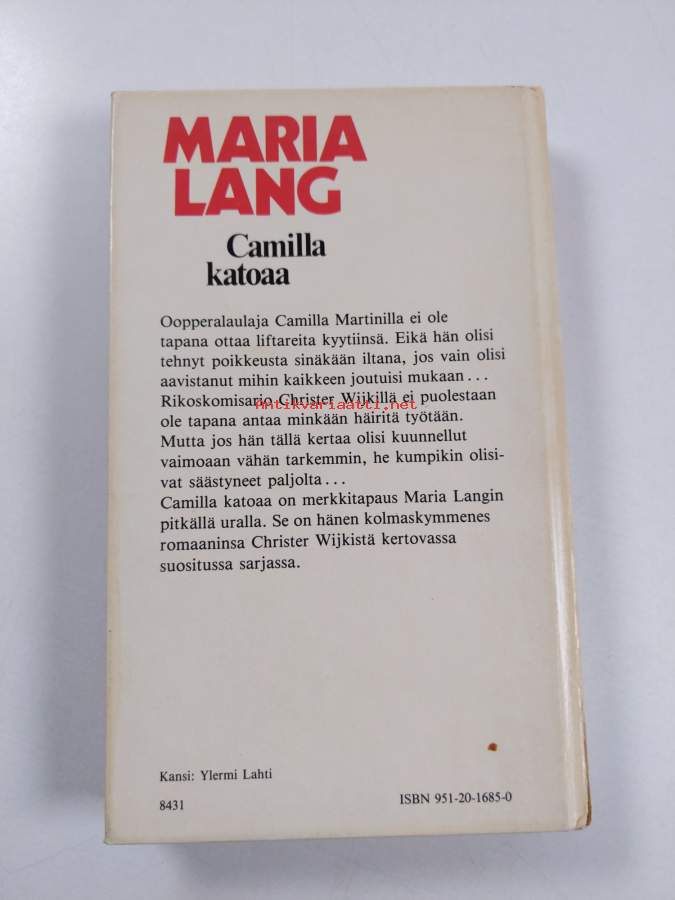 MARIA
LANG
Camilla
katoaa
Oopperalaulaja Camilla Martinilla ei ole
tapana ottaa liftareita kyytiinsä. Eikä hän olisi
tehnyt poikkeusta sinäkään iltana, jos vain olisi
aavistanut mihin kaikkeen joutuisi mukaan...
Rikoskomisario Christer Wijkillä ei puolestaan
antikvariaatti.net
ole tapana antaa minkään häiritä työtään.
Mutta jos hän tällä kertaa olisi kuunnellut
vaimoaan vähän tarkemmin, he kumpikin olisi-
vat säästyneet paljolta...
Camilla katoaa on merkkitapaus Maria Langin
pitkällä uralla. Se on hänen kolmaskymmenes
romaaninsa Christer Wijkistä kertovassa
suositussa sarjassa.
Kansi: Ylermi Lahti
8431
ISBN 951-20-1685-0